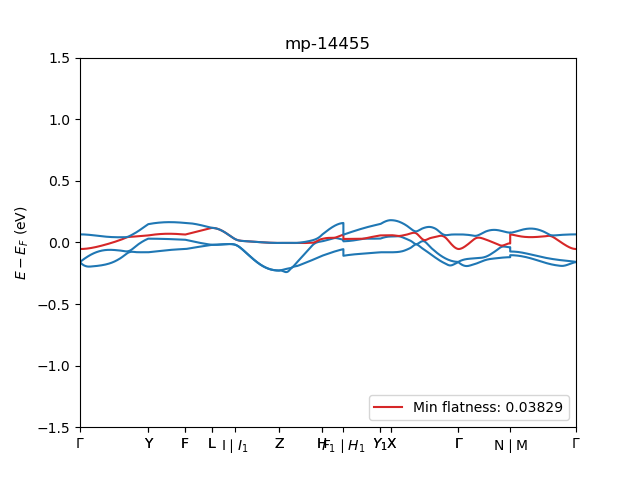 mp-14455
E − E_F (eV)
1.5
1.0
0.5
0.0
−0.5
−1.0
−1.5
Min flatness: 0.03829
Γ Y F L I | I₁ Z F₁ | H₁ Y₁ X Γ N | M Γ